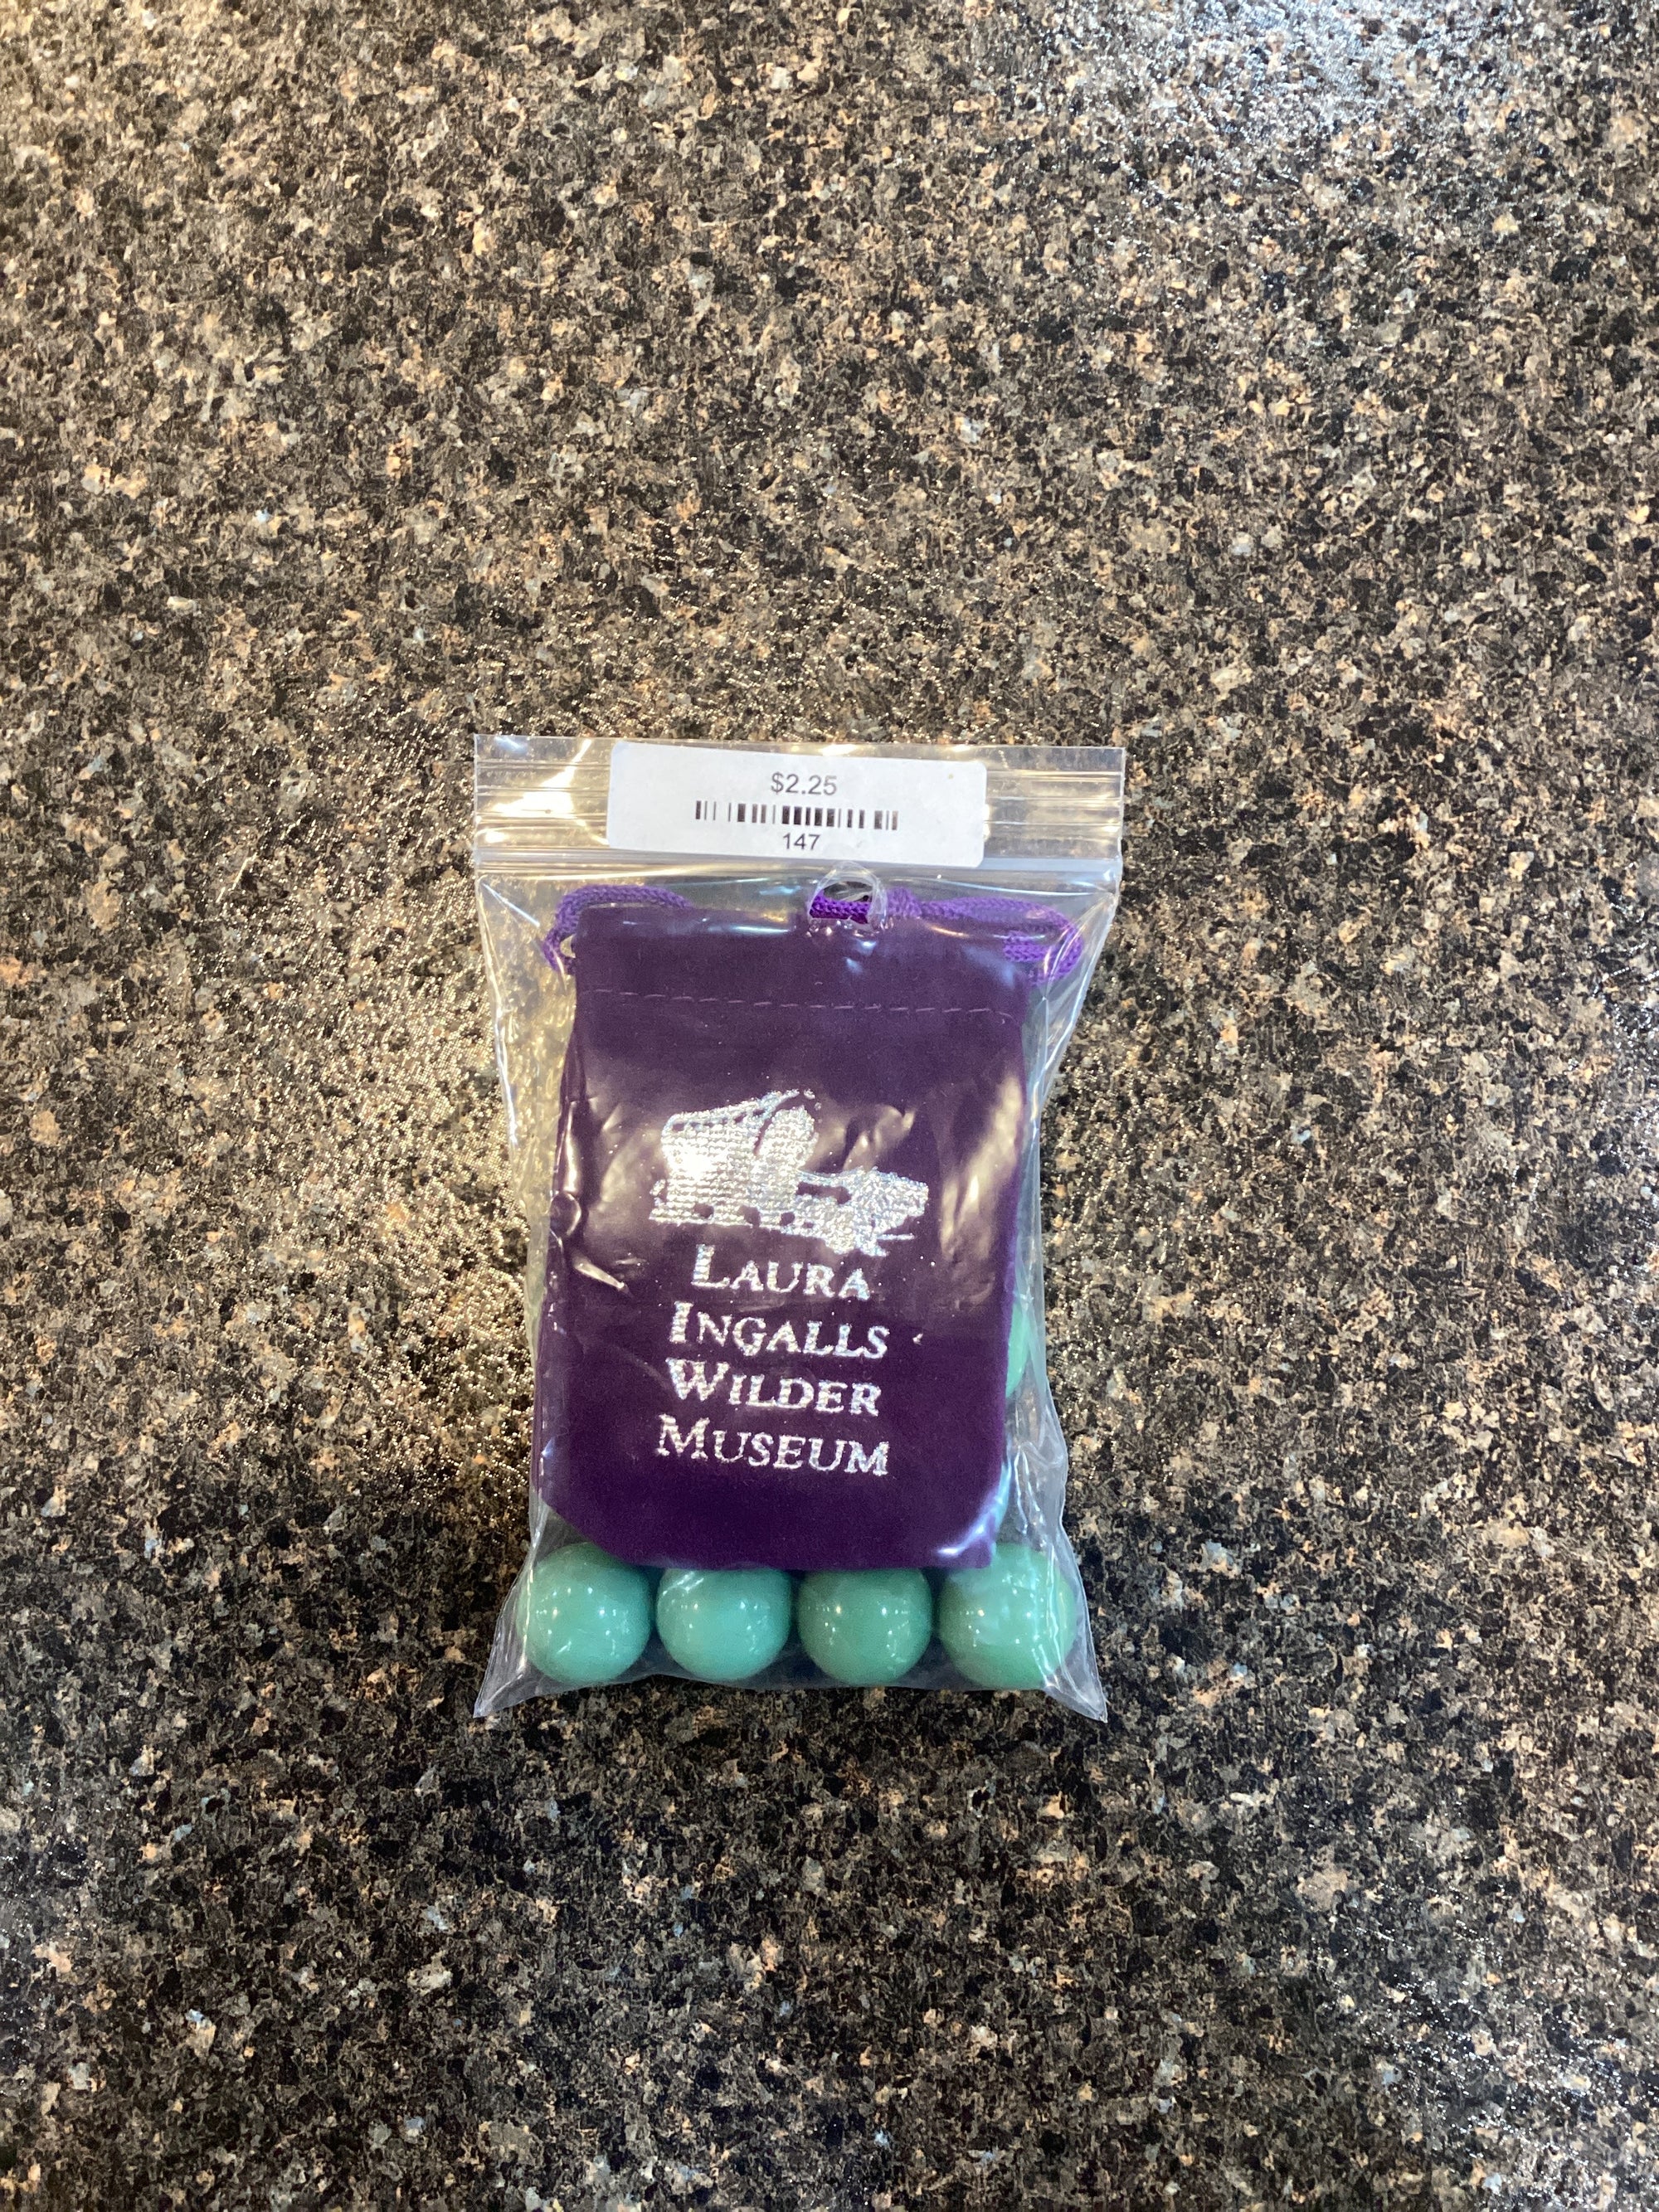 $2.25
147
LAURA
INGALLS
WILDER
MUSEUM